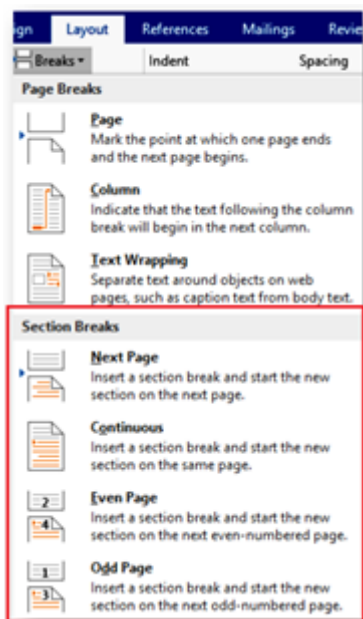 ign Layout References Mailings Revie
Breaks Indent Spacing
Page Breaks
Page
Mark the point at which one page ends
and the next page begins.
Column
Indicate that the text following the column
break will begin in the next column.
Text Wrapping
Separate text around objects on web
pages, such as caption text from body text.
Section Breaks
Next Page
Insert a section break and start the new
section on the next page.
Continuous
Insert a section break and start the new
section on the same page.
2
4
Even Page
Insert a section break and start the new
section on the next even-numbered page.
1
3
Odd Page
Insert a section break and start the new
section on the next odd-numbered page.